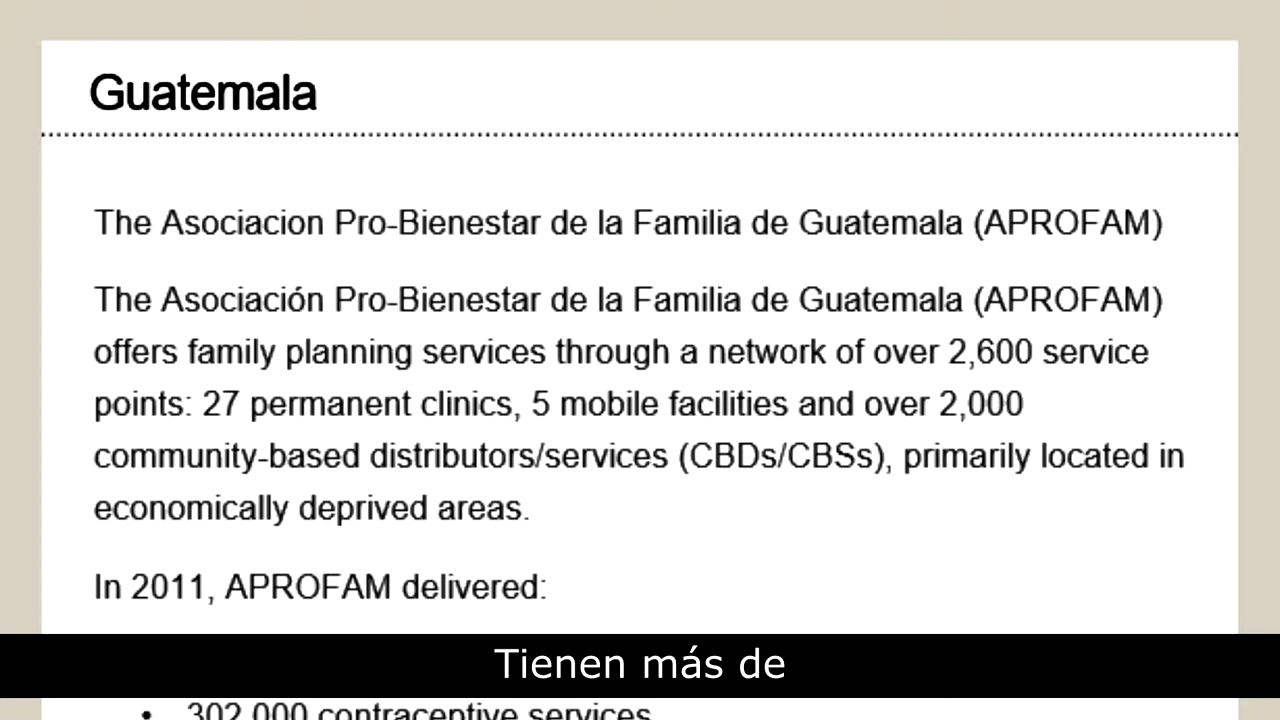 Guatemala
The Asociacion Pro-Bienestar de la Familia de Guatemala (APROFAM)
The Asociación Pro-Bienestar de la Familia de Guatemala (APROFAM)
offers family planning services through a network of over 2,600 service
points: 27 permanent clinics, 5 mobile facilities and over 2,000
community-based distributors/services (CBDs/CBSs), primarily located in
economically deprived areas.
In 2011, APROFAM delivered:
Tienen más de
• 302,000 contraceptive services